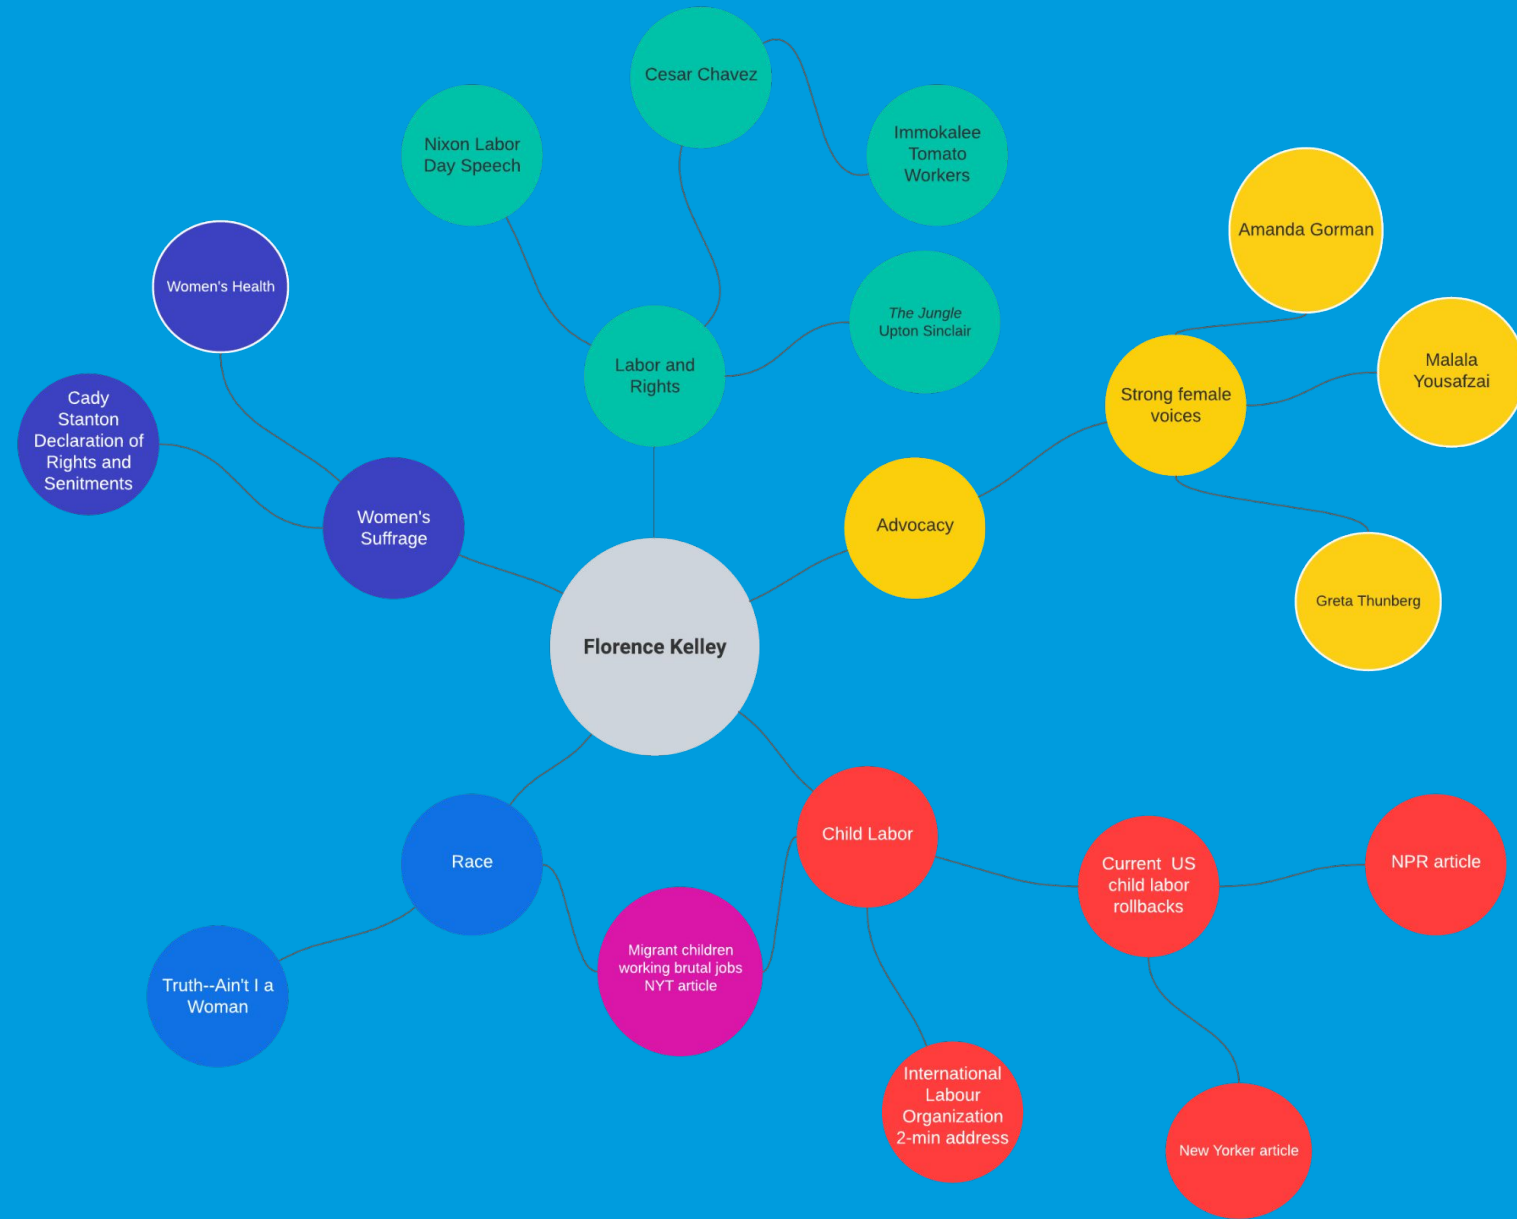 Cesar Chavez
Nixon Labor
Day Speech
Immokalee
Tomato
Workers
Amanda Gorman
Women's Health
The Jungle
Upton Sinclair
Labor and
Rights
Malala
Yousafzai
Strong female
voices
Cady
Stanton
Declaration of
Rights and
Senitments
Women's
Suffrage
Advocacy
Greta Thunberg
Florence Kelley
Race
Child Labor
Current  US
child labor
rollbacks
NPR article
Migrant children
working brutal jobs
NYT article
Truth--Ain't I a
Woman
International
Labour
Organization
2-min address
New Yorker article